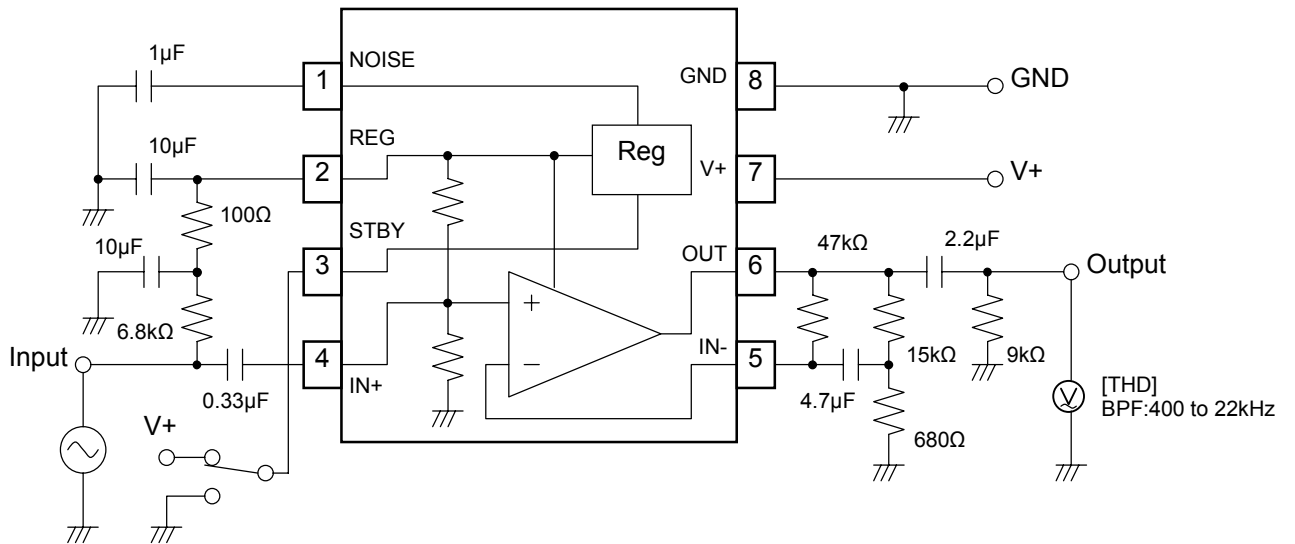 1µF
1
NOISE
GND
8
GND
10µF
REG
2
Reg
V+
7
V+
100Ω
STBY
3
10µF
OUT
6
47kΩ
2.2µF
Output
6.8kΩ
+
−
IN-
5
15kΩ
9kΩ
Input
4
IN+
0.33µF
4.7µF
[THD]
BPF:400 to 22kHz
V
V+
680Ω